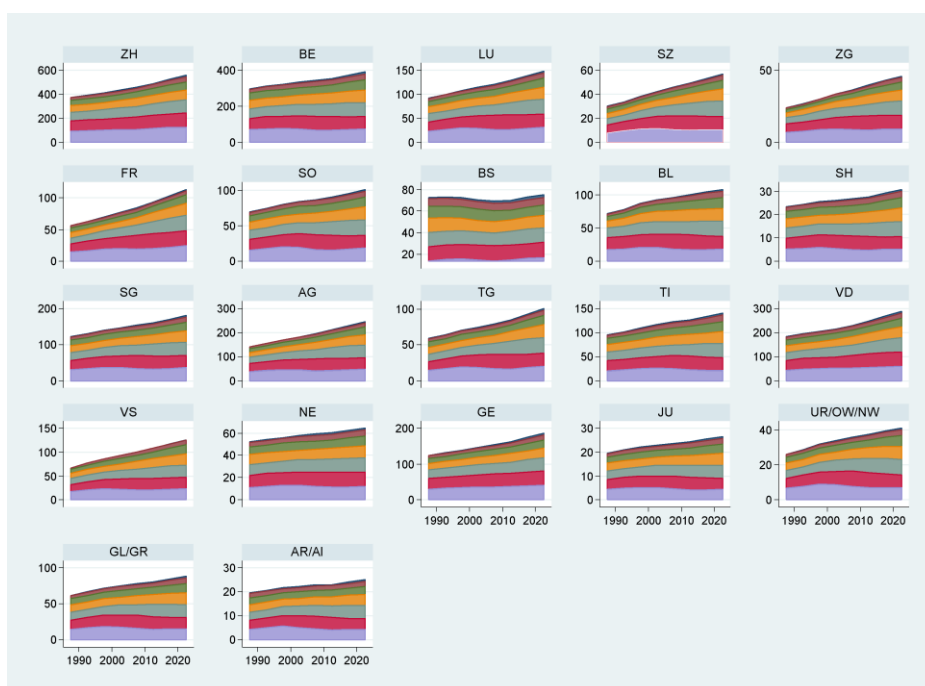 ZH BE LU SZ ZG
600 400 150 60 50
400 100 40
200 200 50 20
0 0 0 0 0
FR SO BS BL SH
100 100 80 100 30
60 20
50 50 40 50 10
0 0 20 0 0
SG AG TG TI VD
200 300 100 150 300
200 100 200
100 100 50 50 100
0 0 0 0 0
VS NE GE JU UR/OW/NW
150 60 200 30 40
100 40 20
50 20 100 10 20
0 0 0 0 0
1990 2000 2010 2020 1990 2000 2010 2020 1990 2000 2010 2020
GL/GR AR/AI
100 30
50 20
10
0 0
1990 2000 2010 2020 1990 2000 2010 2020